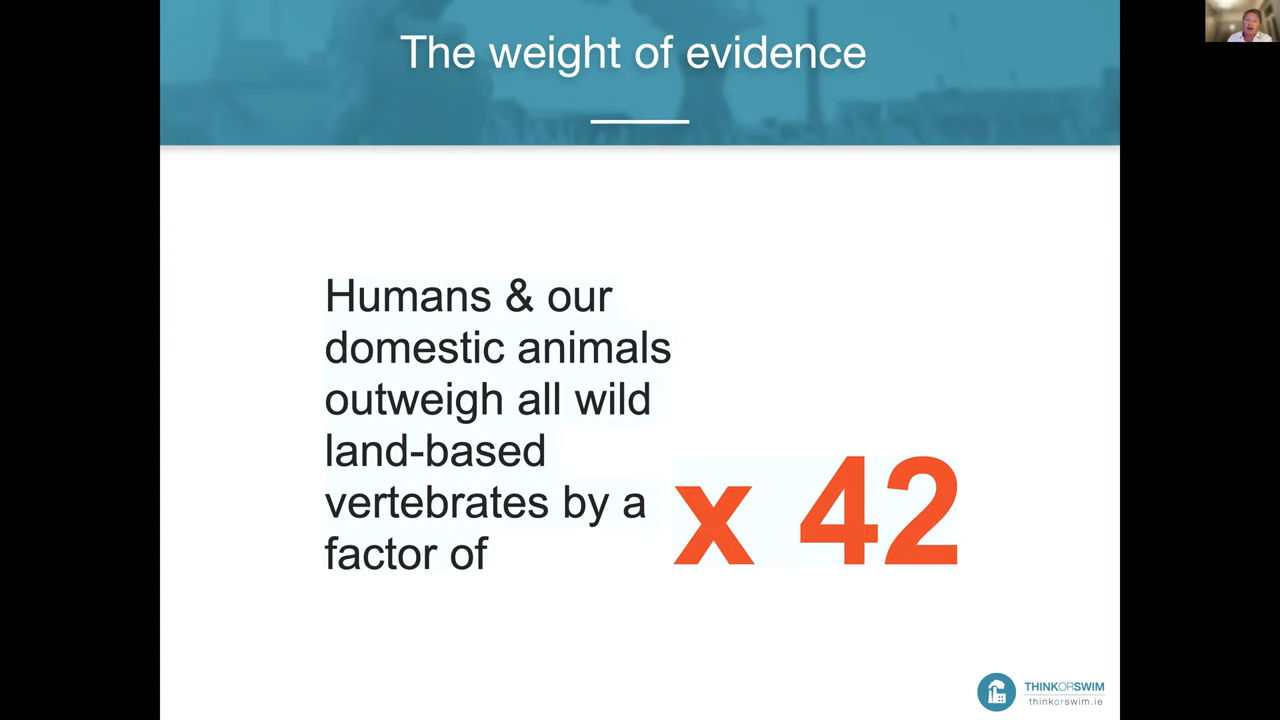 The weight of evidence
Humans & our
domestic animals
outweigh all wild
land-based
vertebrates by a
factor of
x 42
THINKORSWIM
thinkorswim.ie